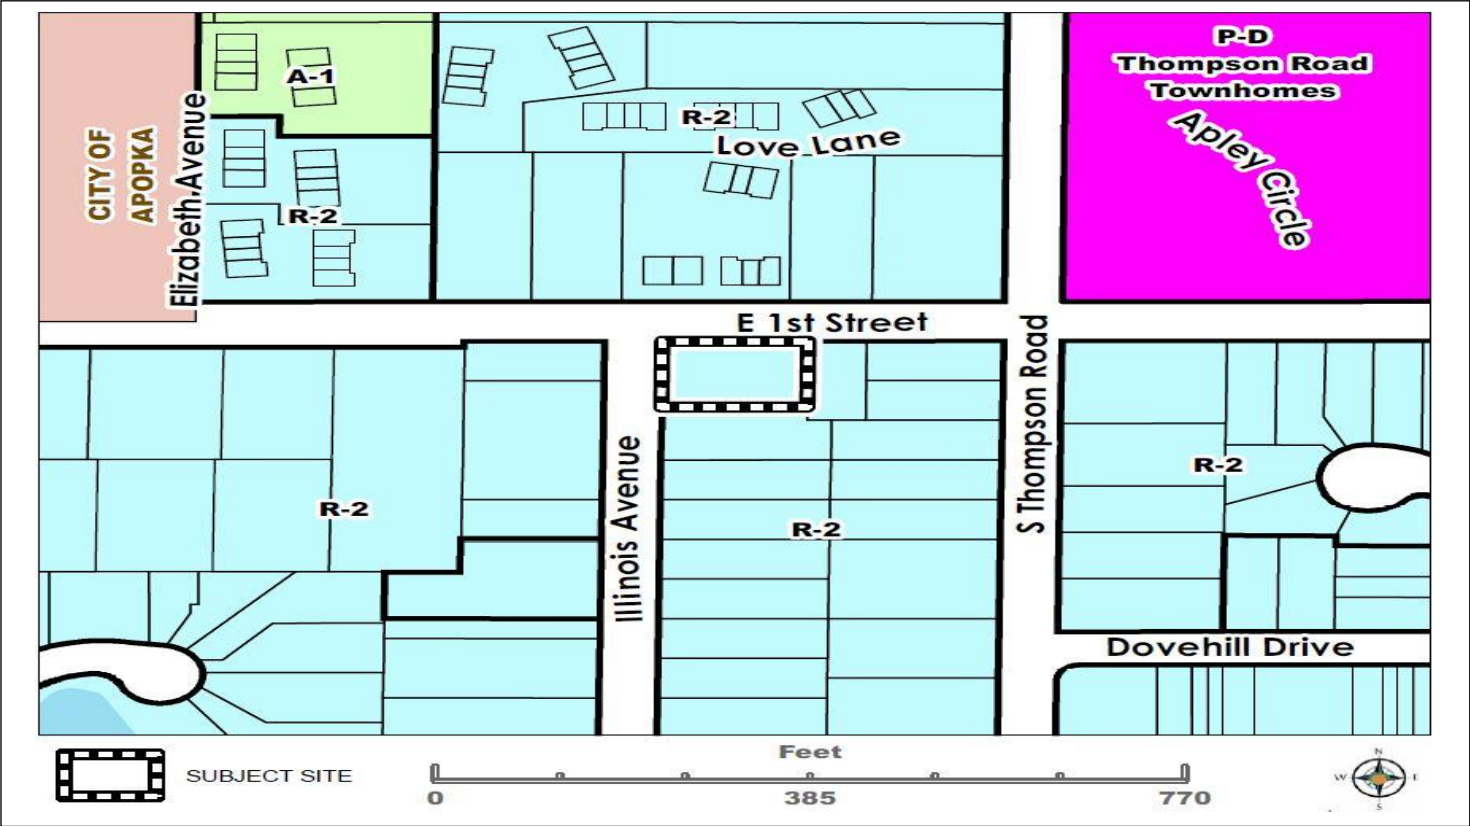 P-D
Thompson Road
Townhomes
Apley Circle
A-1
CITY OF
APOPKA
Elizabeth Avenue
R-2
Love Lane
R-2
E 1st Street
S Thompson Road
Illinois Avenue
R-2
R-2
R-2
Dovehill Drive
SUBJECT SITE
Feet
0 385 770
N
W E
S